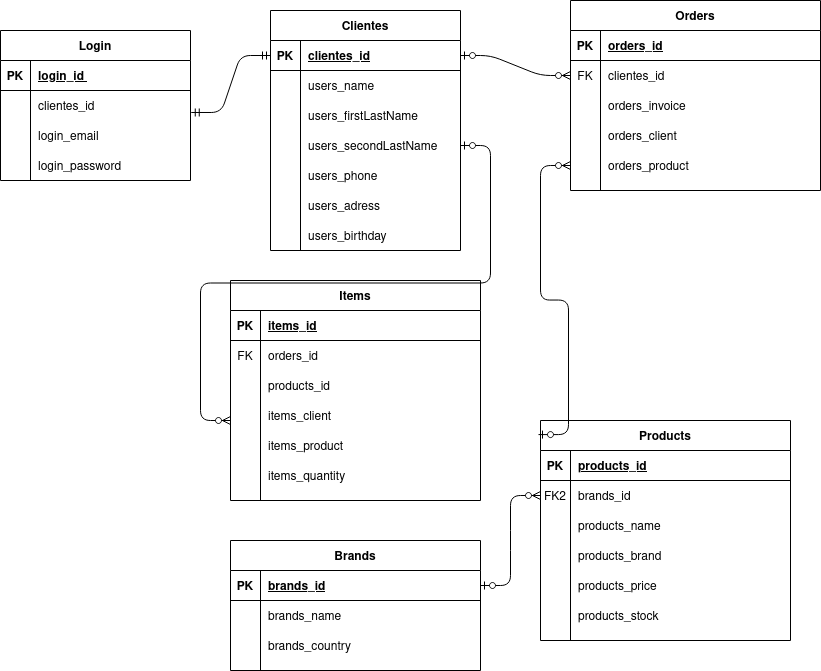 Login
PK login_id
clientes_id
login_email
login_password
Clientes
PK clientes_id
users_name
users_firstLastName
users_secondLastName
users_phone
users_adress
users_birthday
Orders
PK orders_id
FK clientes_id
orders_invoice
orders_client
orders_product
Items
PK items_id
FK orders_id
products_id
items_client
items_product
items_quantity
Products
PK products_id
FK2 brands_id
products_name
products_brand
products_price
products_stock
Brands
PK brands_id
brands_name
brands_country